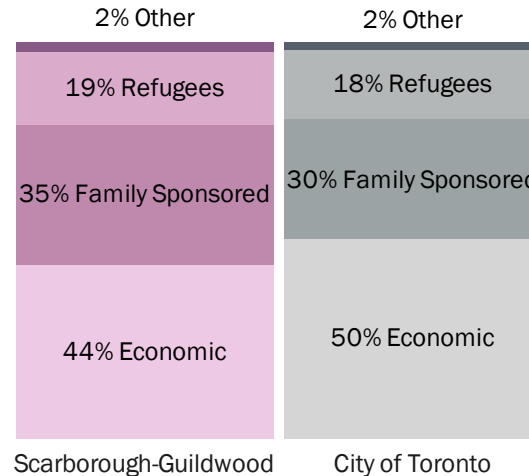 2% Other
2% Other
19% Refugees
18% Refugees
35% Family Sponsored
30% Family Sponsored
44% Economic
50% Economic
Scarborough-Guildwood
City of Toronto